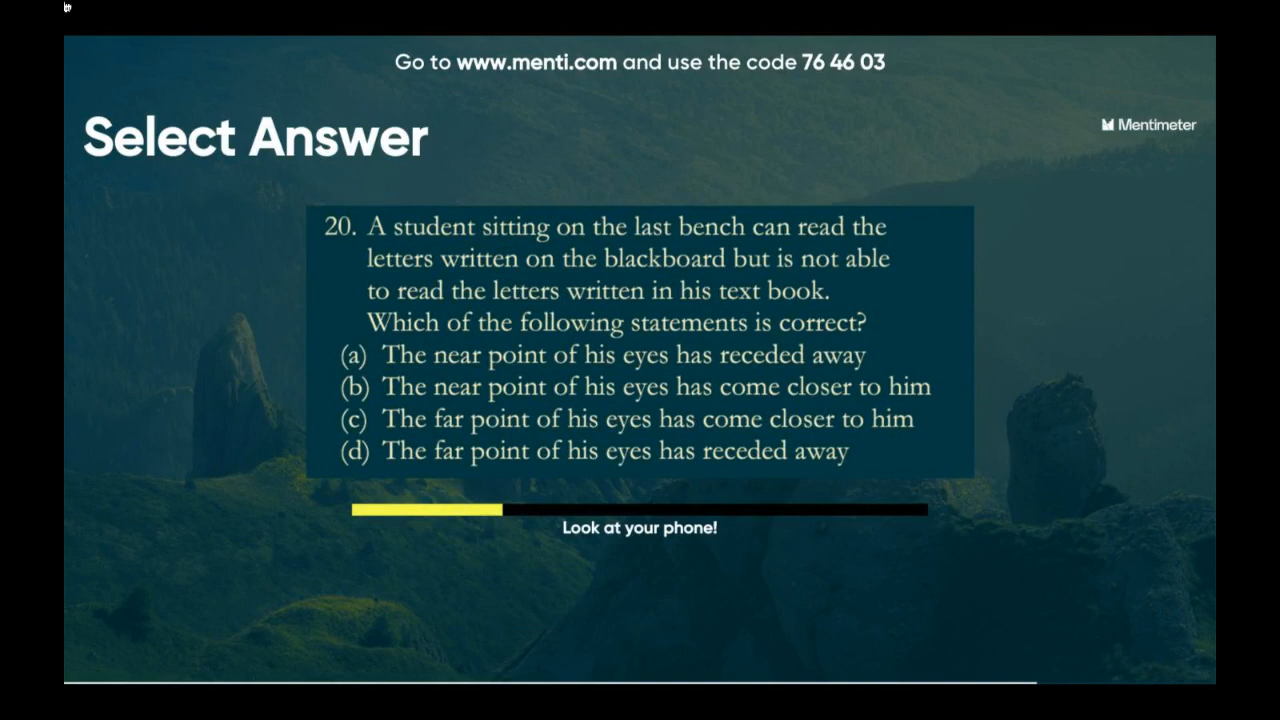 Go to www.menti.com and use the code 76 46 03
Select Answer
Mentimeter
20. A student sitting on the last bench can read the
letters written on the blackboard but is not able
to read the letters written in his text book.
Which of the following statements is correct?
(a) The near point of his eyes has receded away
(b) The near point of his eyes has come closer to him
(c) The far point of his eyes has come closer to him
(d) The far point of his eyes has receded away
Look at your phone!